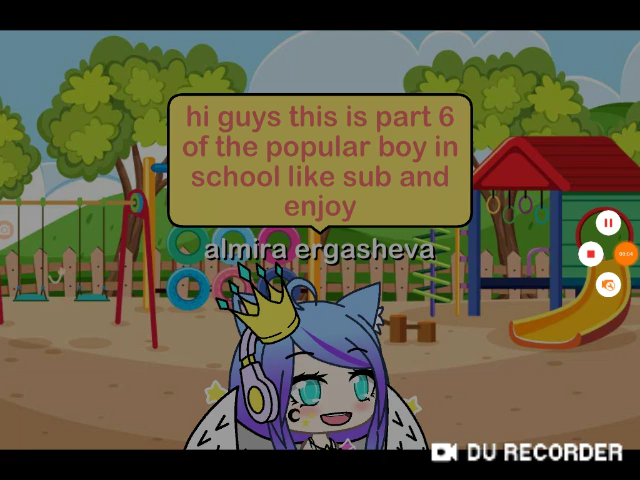 hi guys this is part 6
of the popular boy in
school like sub and
enjoy
almira ergasheva
DU RECORDER